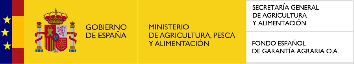 GOBIERNO
DE ESPAÑA
MINISTERIO
DE AGRICULTURA, PESCA
Y ALIMENTACIÓN
SECRETARÍA GENERAL
DE AGRICULTURA
Y ALIMENTACIÓN
FONDO ESPAÑOL
DE GARANTÍA AGRARIA O.A.